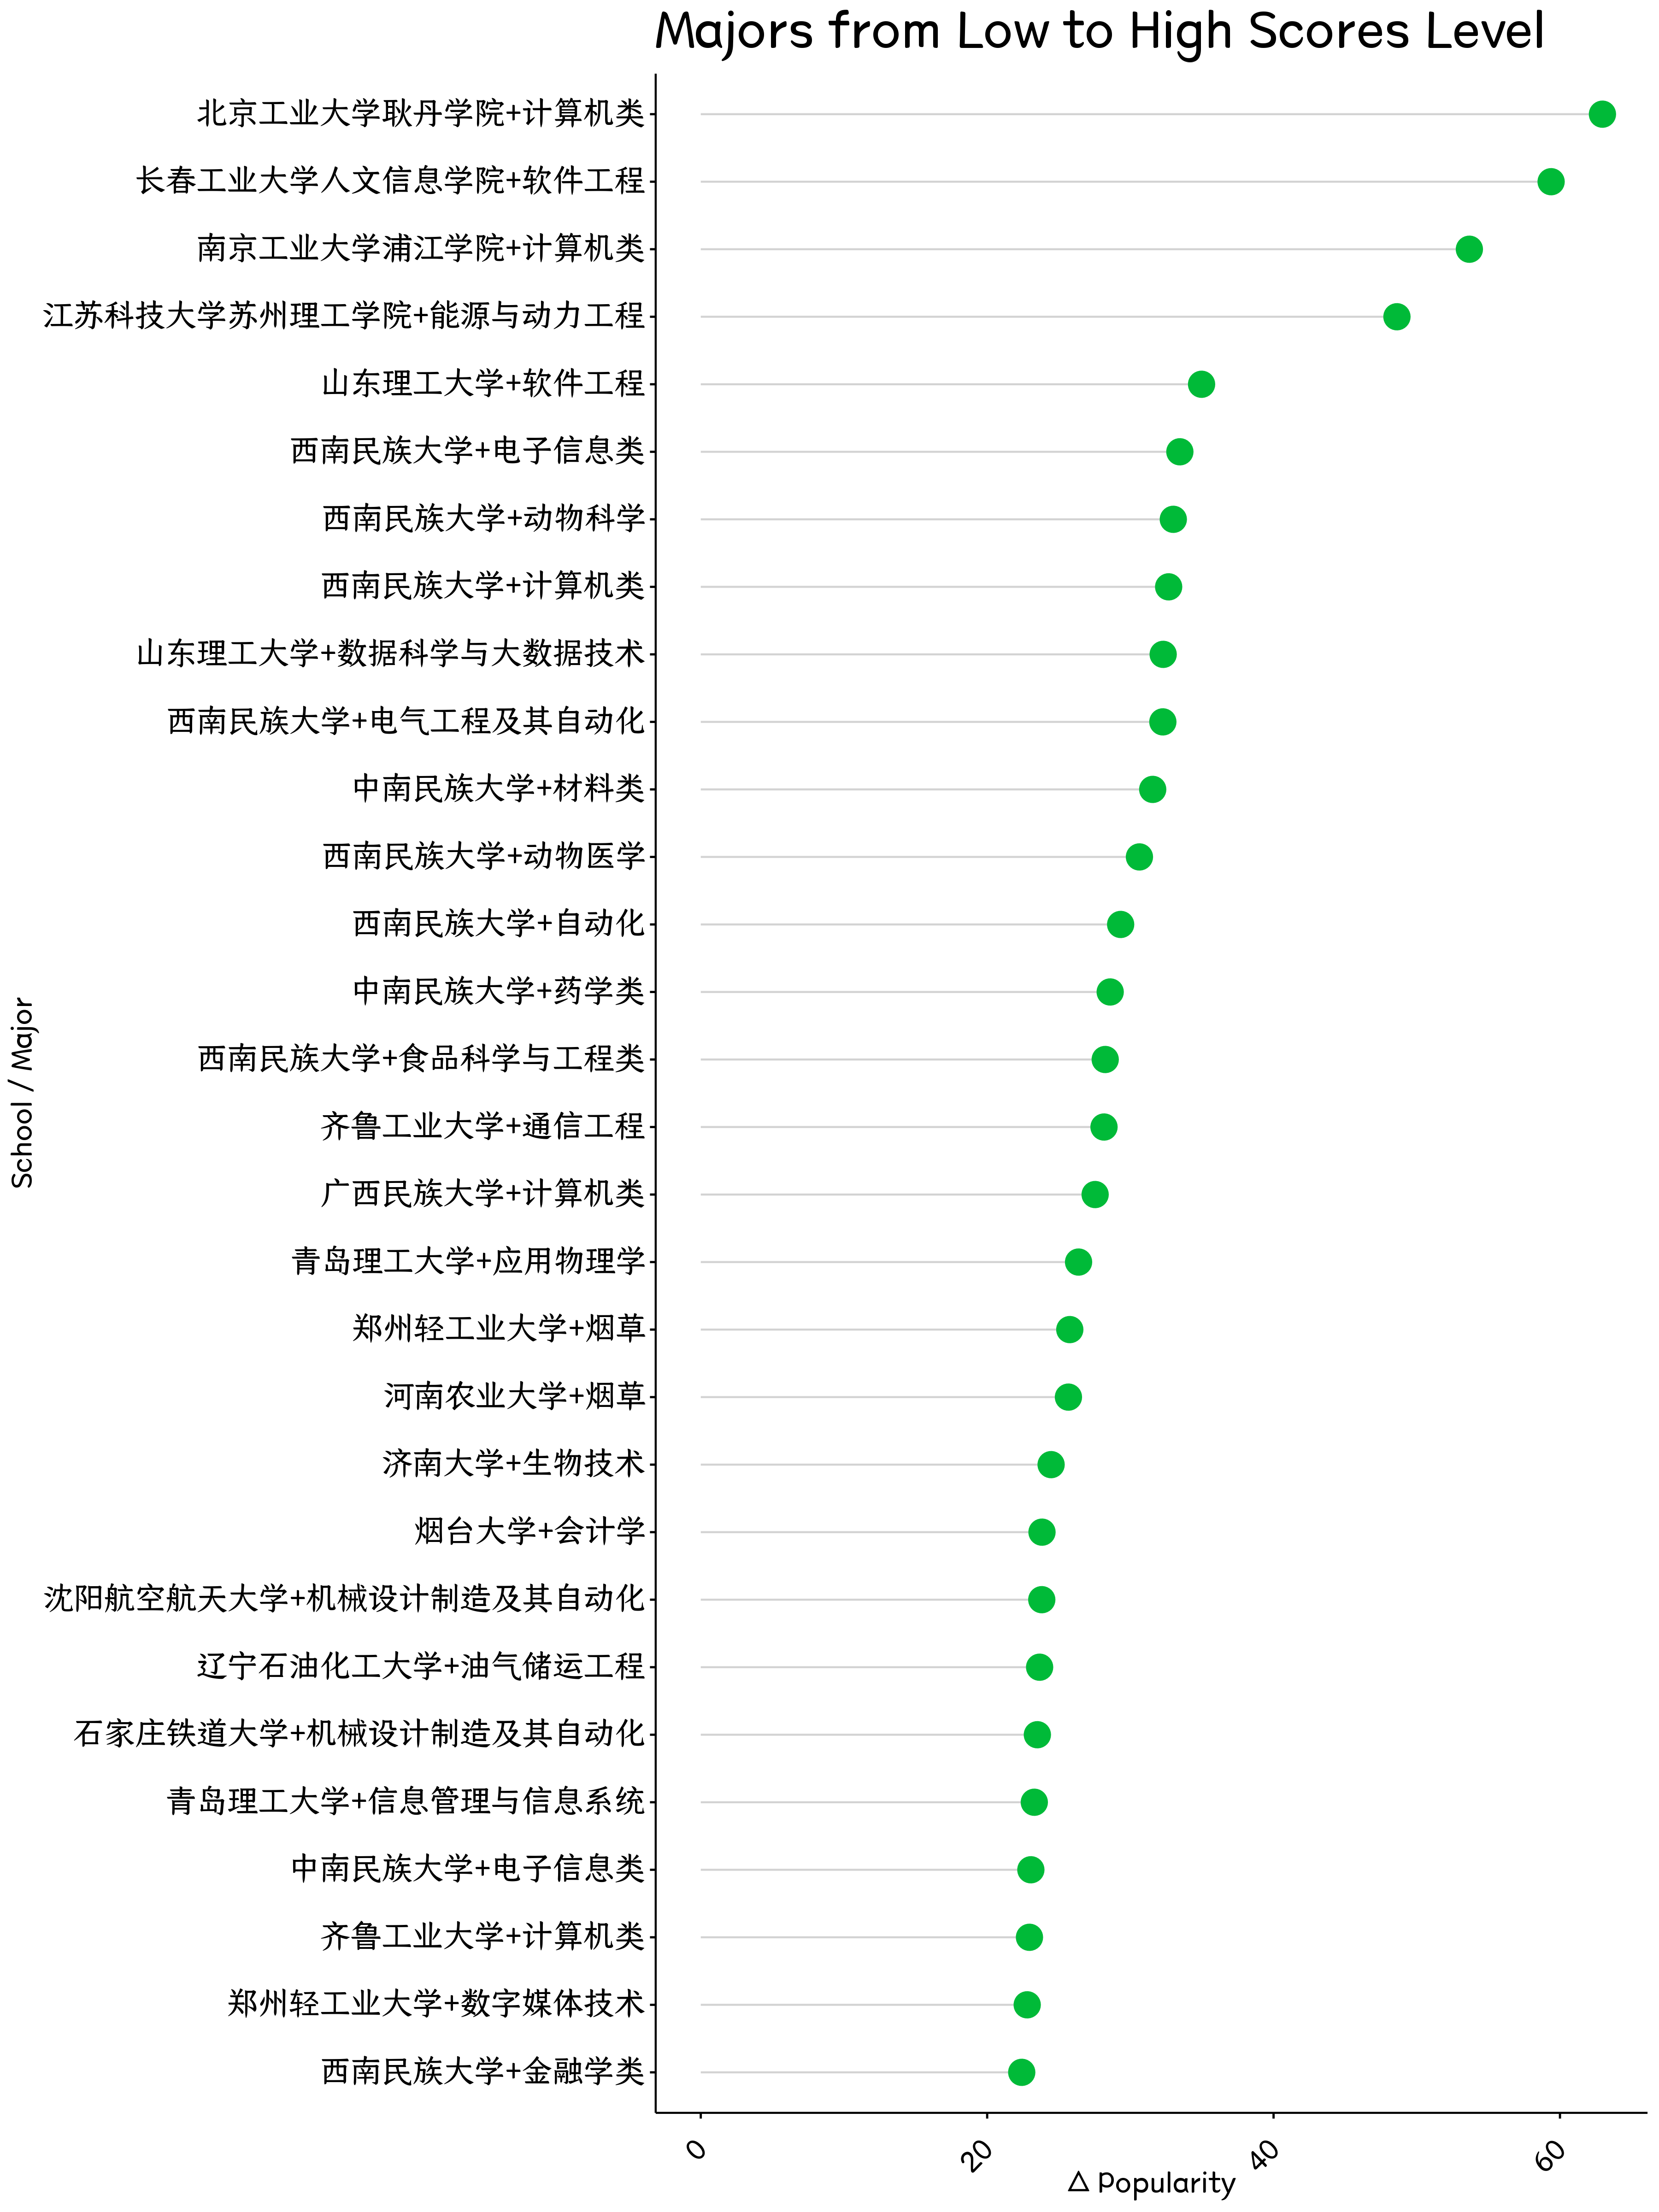 Majors from Low to High Scores Level
北京工业大学耿丹学院+计算机类
长春工业大学人文信息学院+软件工程
南京工业大学浦江学院+计算机类
江苏科技大学苏州理工学院+能源与动力工程
山东理工大学+软件工程
西南民族大学+电子信息类
西南民族大学+动物科学
西南民族大学+计算机类
山东理工大学+数据科学与大数据技术
西南民族大学+电气工程及其自动化
中南民族大学+材料类
西南民族大学+动物医学
西南民族大学+自动化
中南民族大学+药学类
西南民族大学+食品科学与工程类
齐鲁工业大学+通信工程
广西民族大学+计算机类
青岛理工大学+应用物理学
郑州轻工业大学+烟草
河南农业大学+烟草
济南大学+生物技术
烟台大学+会计学
沈阳航空航天大学+机械设计制造及其自动化
辽宁石油化工大学+油气储运工程
石家庄铁道大学+机械设计制造及其自动化
青岛理工大学+信息管理与信息系统
中南民族大学+电子信息类
齐鲁工业大学+计算机类
郑州轻工业大学+数字媒体技术
西南民族大学+金融学类
School / Major
0 20 40 60
△ Popularity